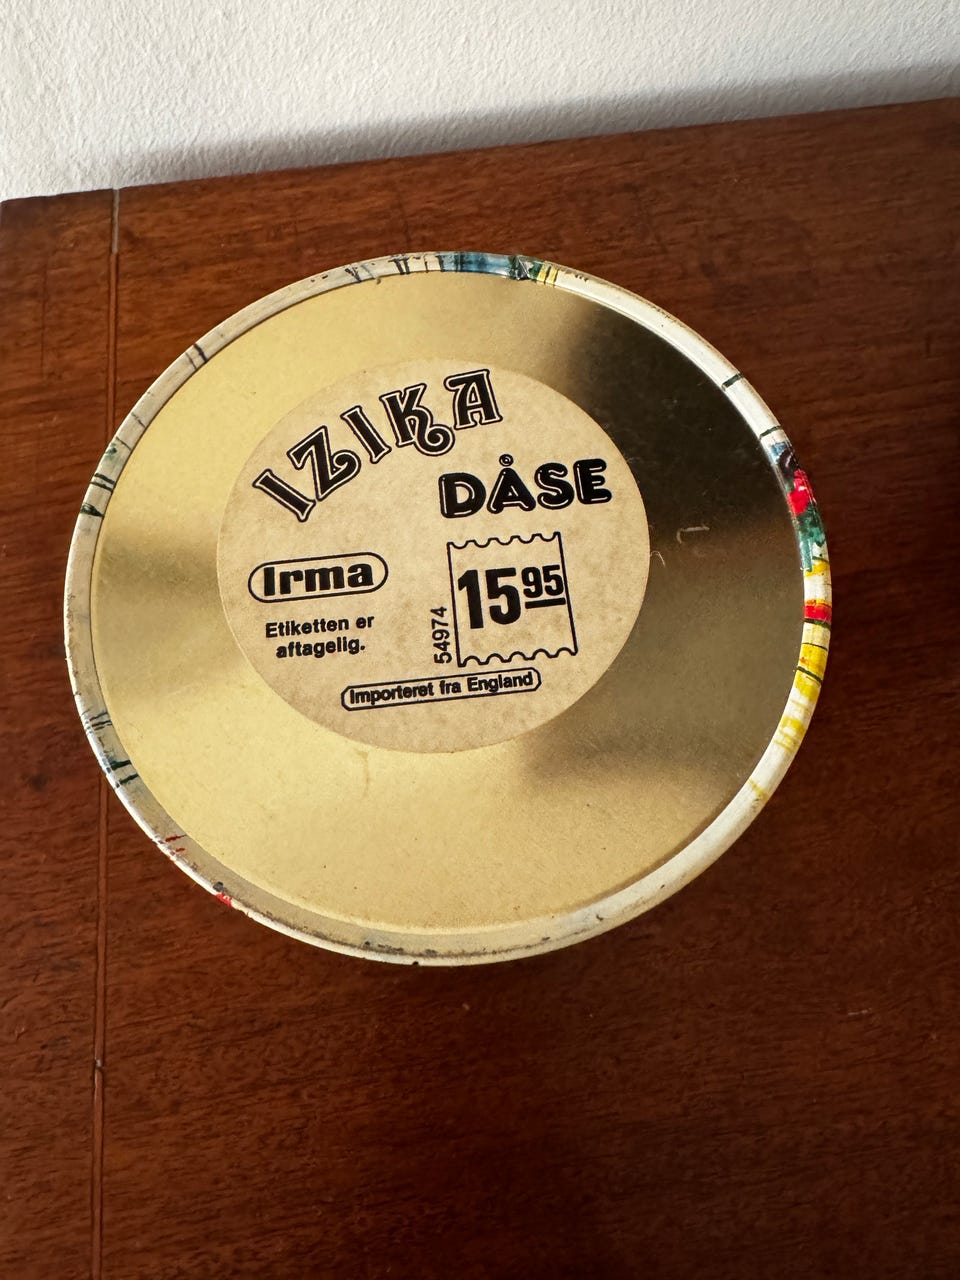 IZIKA
DÅSE
Irma
Etiketten er
aftagelig.
54974
15 95
Importeret fra England